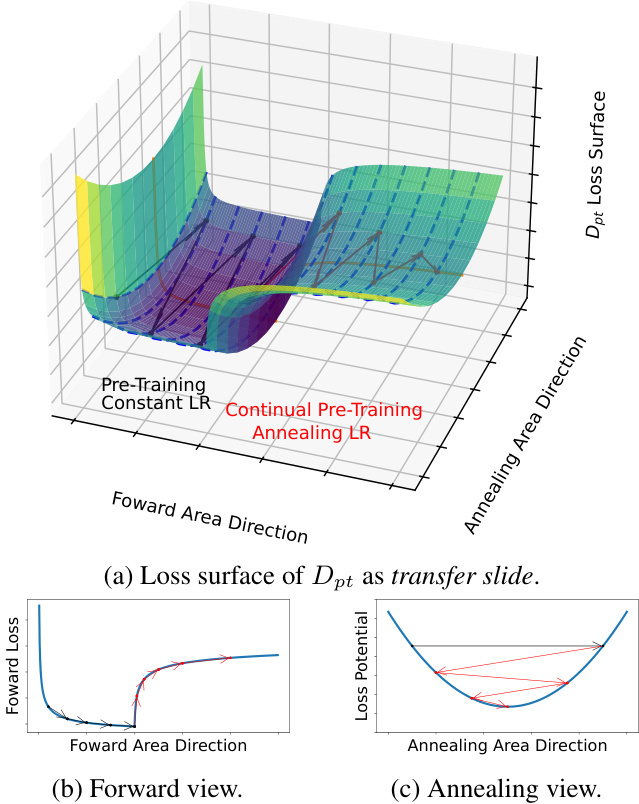 D_pt Loss Surface
Pre-Training
Constant LR
Continual Pre-Training
Annealing LR
Foward Area Direction
Annealing Area Direction
(a) Loss surface of D_pt as transfer slide.
Foward Loss
Foward Area Direction
(b) Forward view.
Loss Potential
Annealing Area Direction
(c) Annealing view.